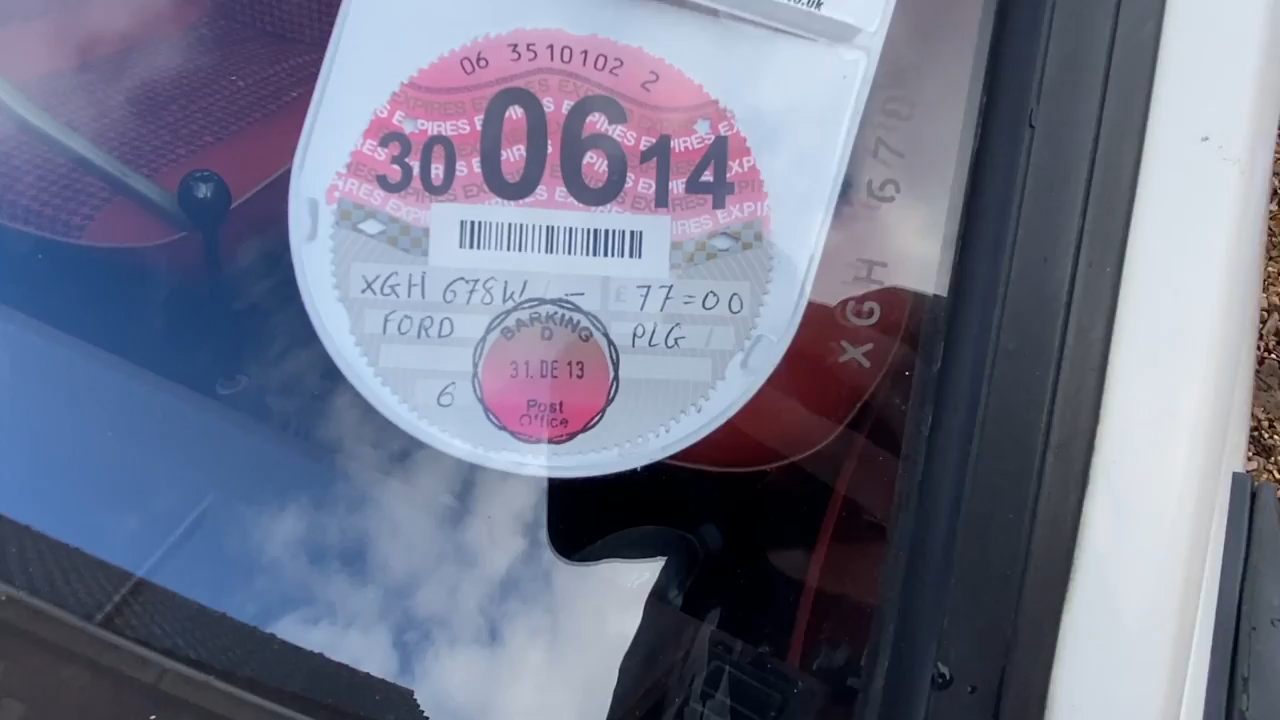 .uk
06 3510102 2
30 06 14
XGH 678W - £ 77=00
FORD PLG
6
BARKING
D
31. DE 13
Post
Office
XGH 678